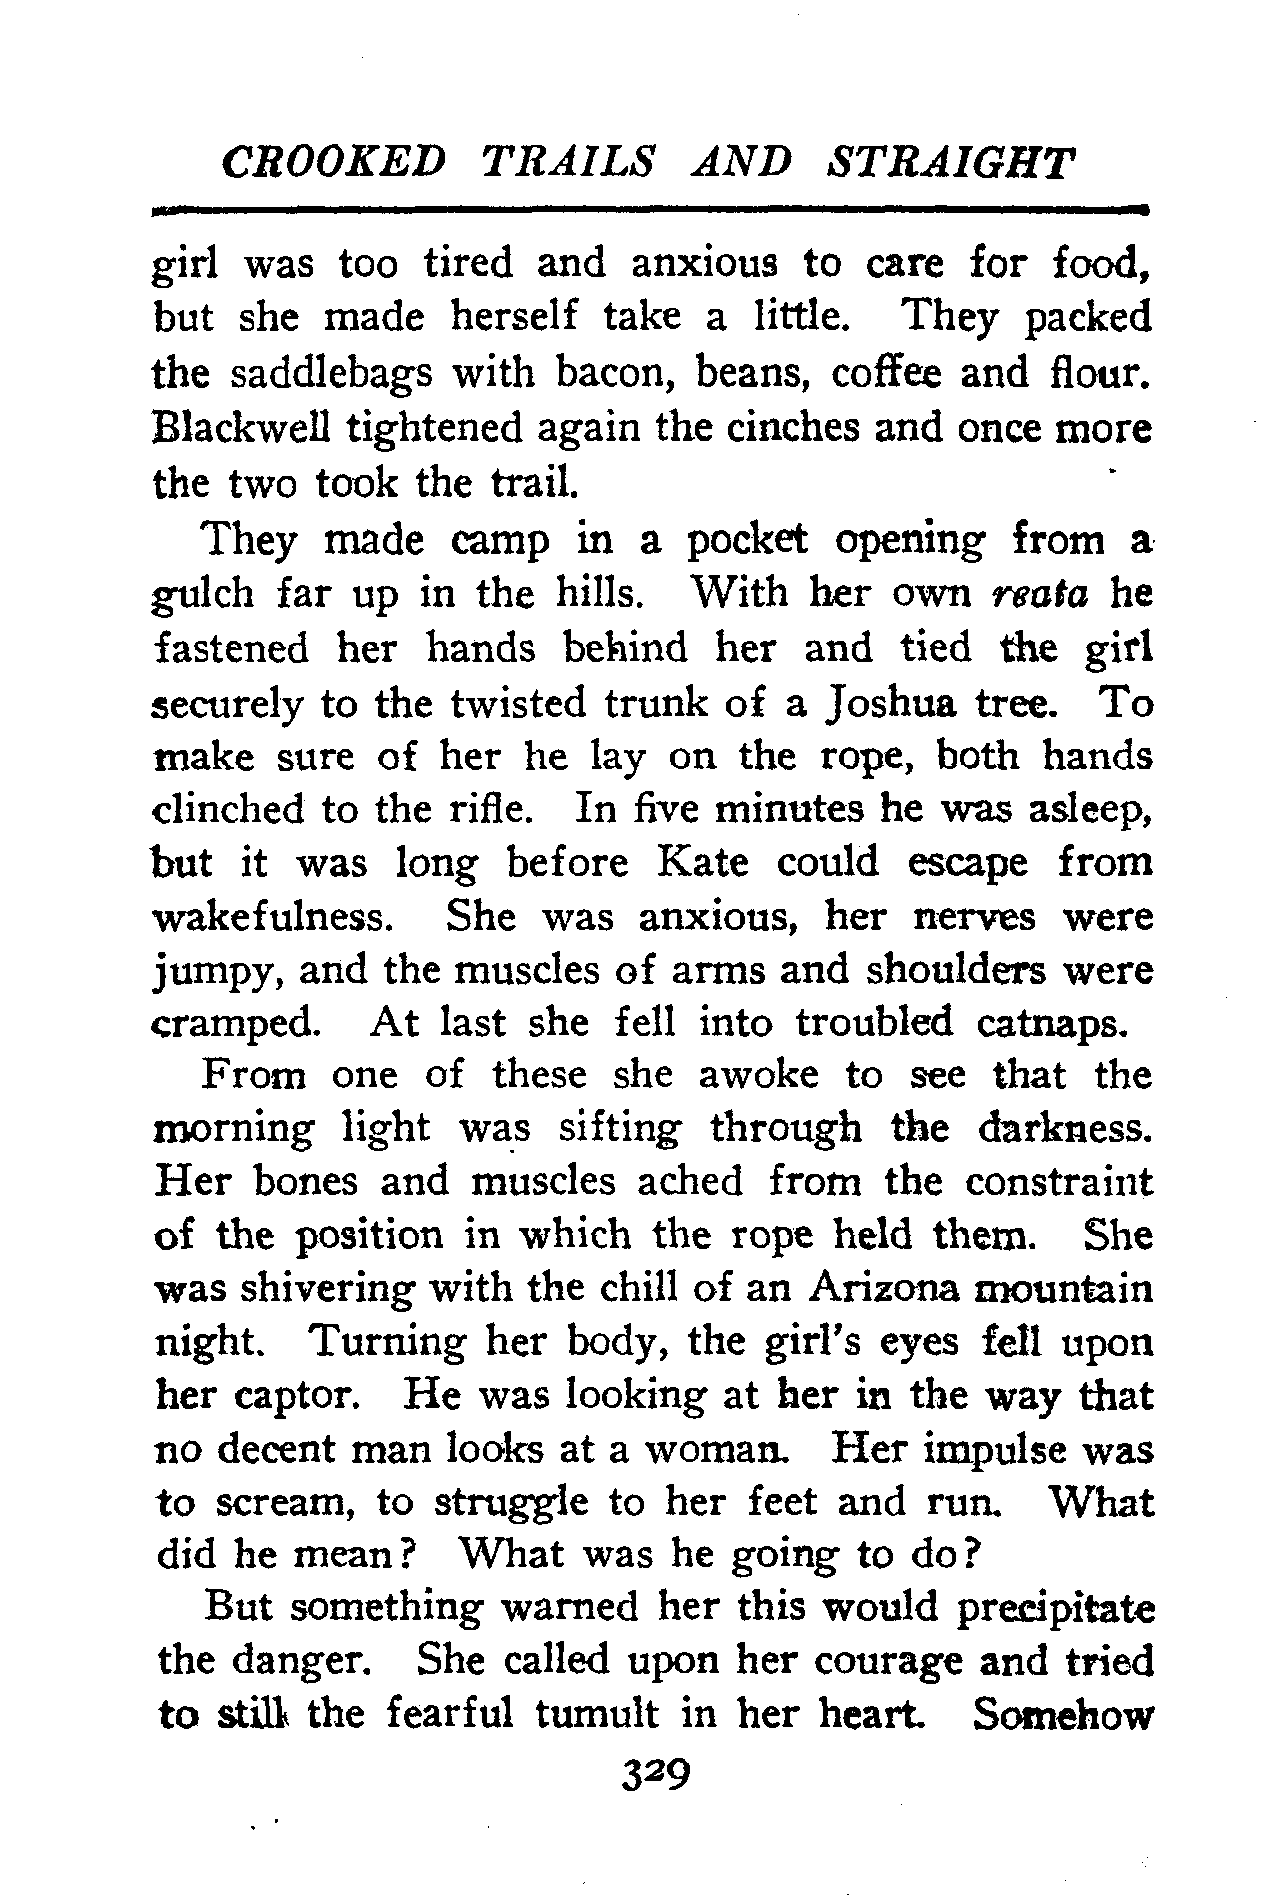 CROOKED TRAILS AND STRAIGHT
girl was too tired and anxious to care for food,
but she made herself take a little. They packed
the saddlebags with bacon, beans, coffee and flour.
Blackwell tightened again the cinches and once more
the two took the trail.
They made camp in a pocket opening from a
gulch far up in the hills. With her own reata he
fastened her hands behind her and tied the girl
securely to the twisted trunk of a Joshua tree. To
make sure of her he lay on the rope, both hands
clinched to the rifle. In five minutes he was asleep,
but it was long before Kate could escape from
wakefulness. She was anxious, her nerves were
jumpy, and the muscles of arms and shoulders were
cramped. At last she fell into troubled catnaps.
From one of these she awoke to see that the
morning light was sifting through the darkness.
Her bones and muscles ached from the constraint
of the position in which the rope held them. She
was shivering with the chill of an Arizona mountain
night. Turning her body, the girl's eyes fell upon
her captor. He was looking at her in the way that
no decent man looks at a woman. Her impulse was
to scream, to struggle to her feet and run. What
did he mean? What was he going to do?
But something warned her this would precipitate
the danger. She called upon her courage and tried
to still the fearful tumult in her heart. Somehow
329